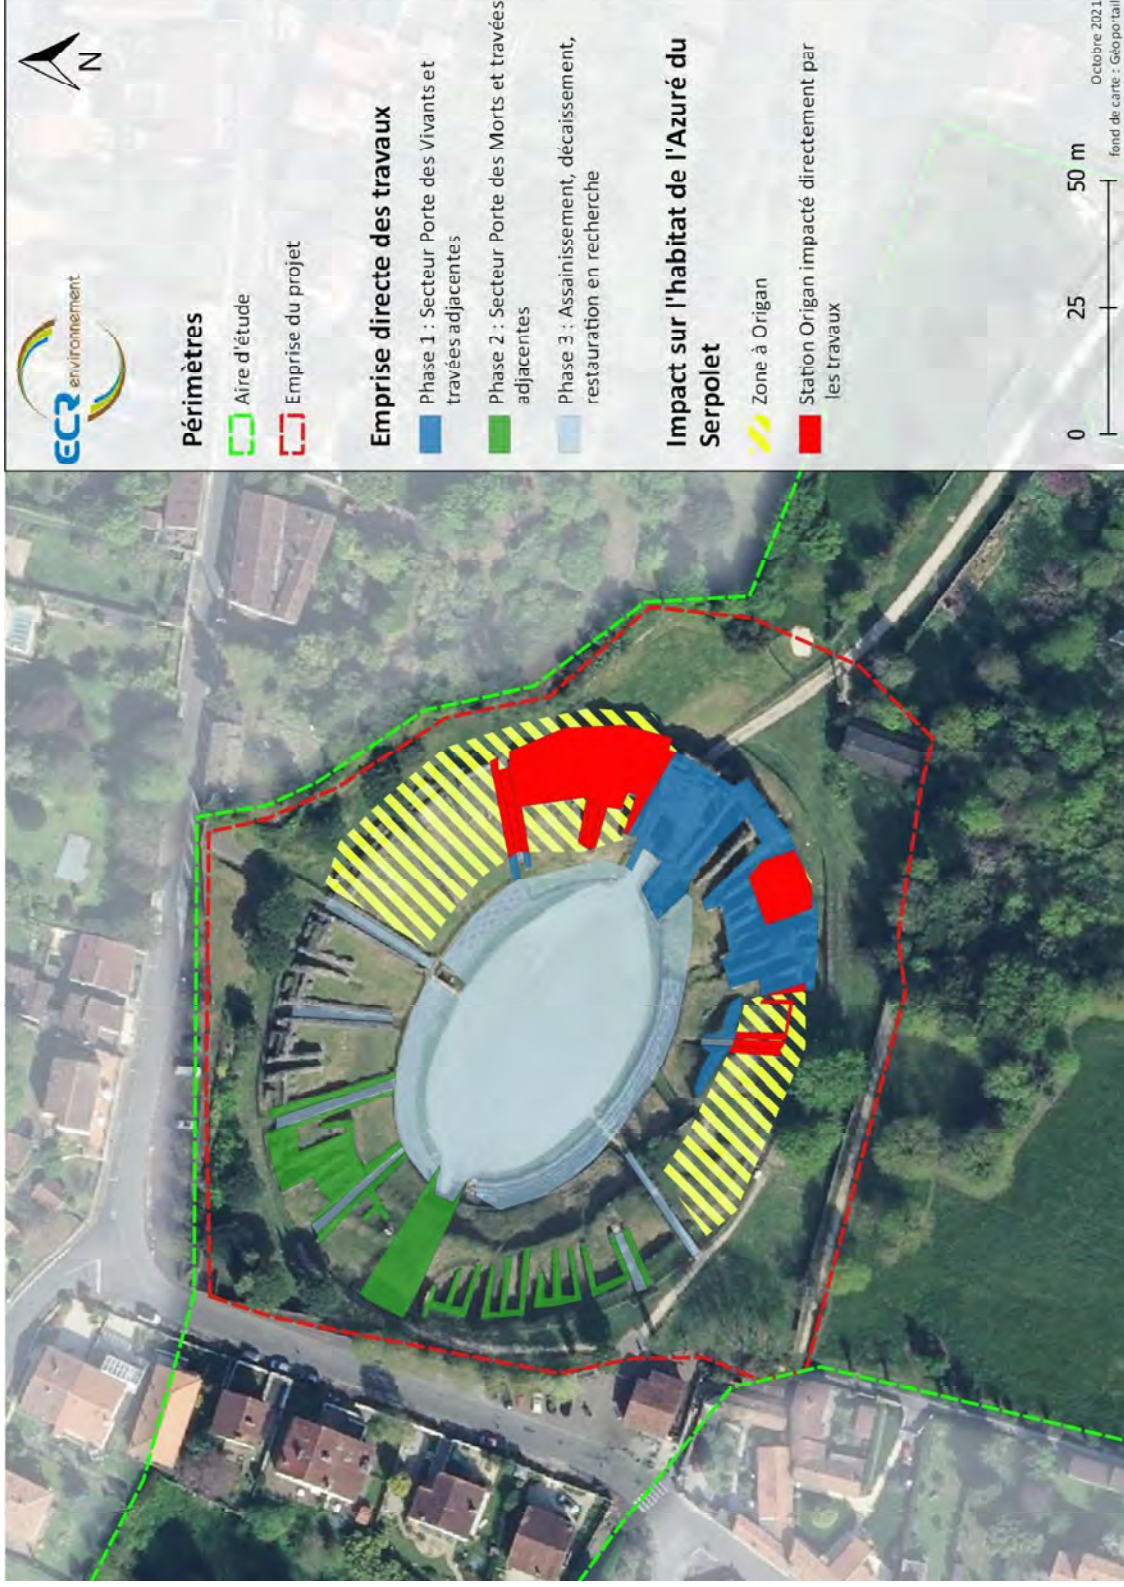 N
ECR environnement
Périmètres
Aire d'étude
Emprise du projet
Emprise directe des travaux
Phase 1 : Secteur Porte des Vivants et
travées adjacentes
Phase 2 : Secteur Porte des Morts et travées
adjacentes
Phase 3 : Assainissement, décaissement,
restauration en recherche
Impact sur l'habitat de l'Azuré du
Serpolet
Zone à Origan
Station Origan impacté directement par
les travaux
0 25 50 m
Octobre 2021
fond de carte : Géoportail